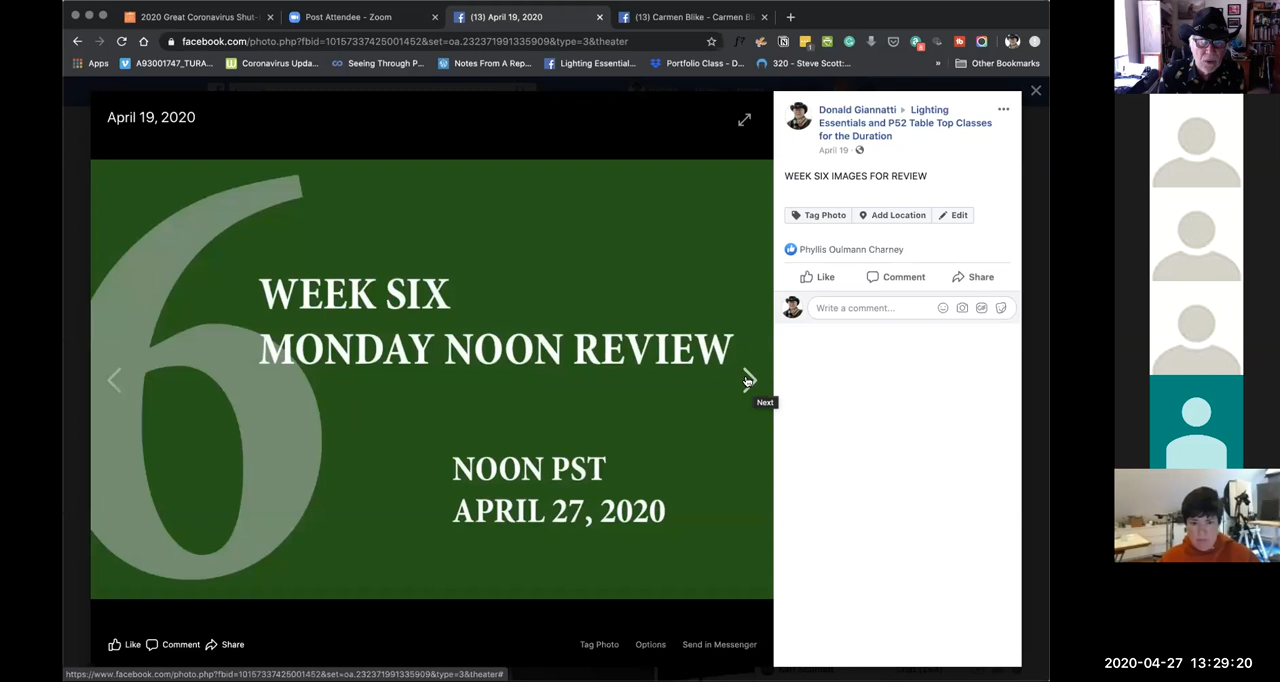 2020 Great Coronavirus Shut-
Post Attendee - Zoom
(13) April 19, 2020
(13) Carmen Blike - Carmen Bli
facebook.com/photo.php?fbid=10157337425001452&set=oa.232371991335909&type=3&theater
Apps
A93001747_TURA...
Coronavirus Upda...
Seeing Through P...
Notes From A Rep...
Lighting Essential...
Portfolio Class - D...
320 - Steve Scott:...
»
Other Bookmarks
April 19, 2020
6
WEEK SIX
MONDAY NOON REVIEW
NOON PST
APRIL 27, 2020
Next
Like
Comment
Share
Tag Photo
Options
Send in Messenger
Donald Giannatti ▸ Lighting
Essentials and P52 Table Top Classes
for the Duration
April 19 ·
WEEK SIX IMAGES FOR REVIEW
Tag Photo
Add Location
Edit
Phyllis Oulmann Charney
Like
Comment
Share
Write a comment...
https://www.facebook.com/photo.php?fbid=10157337425001452&set=oa.232371991335909&type=3&theater#
2020-04-27 13:29:20